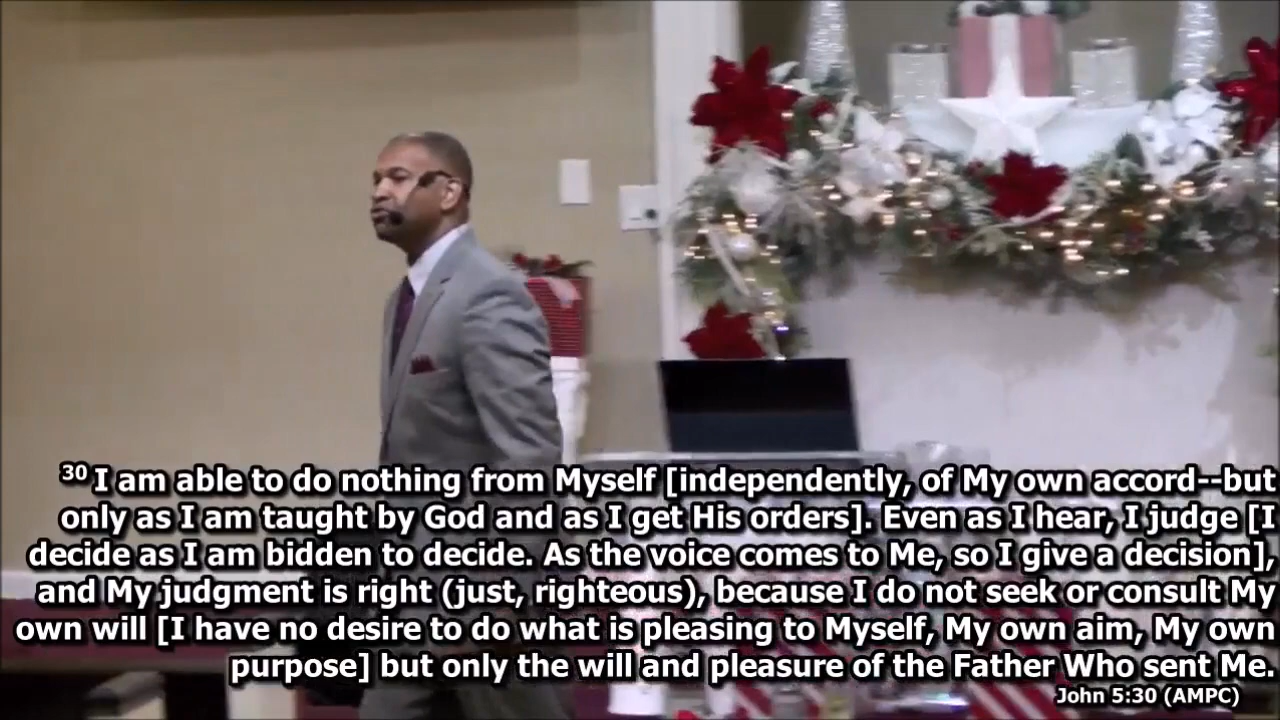 30 I am able to do nothing from Myself [independently, of My own accord--but
only as I am taught by God and as I get His orders]. Even as I hear, I judge [I
decide as I am bidden to decide. As the voice comes to Me, so I give a decision],
and My judgment is right (just, righteous), because I do not seek or consult My
own will [I have no desire to do what is pleasing to Myself, My own aim, My own
purpose] but only the will and pleasure of the Father Who sent Me.
John 5:30 (AMPC)